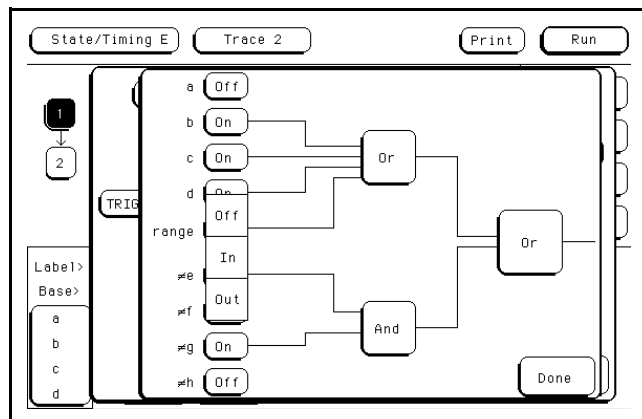 State/Timing E
Trace 2
Print
Run
1
2
TRIG
a Off
b On
c On
d On
range
Off
In
Out
≠e
≠f
≠g On
≠h Off
Or
And
Or
Done
Label>
Base>
a
b
c
d